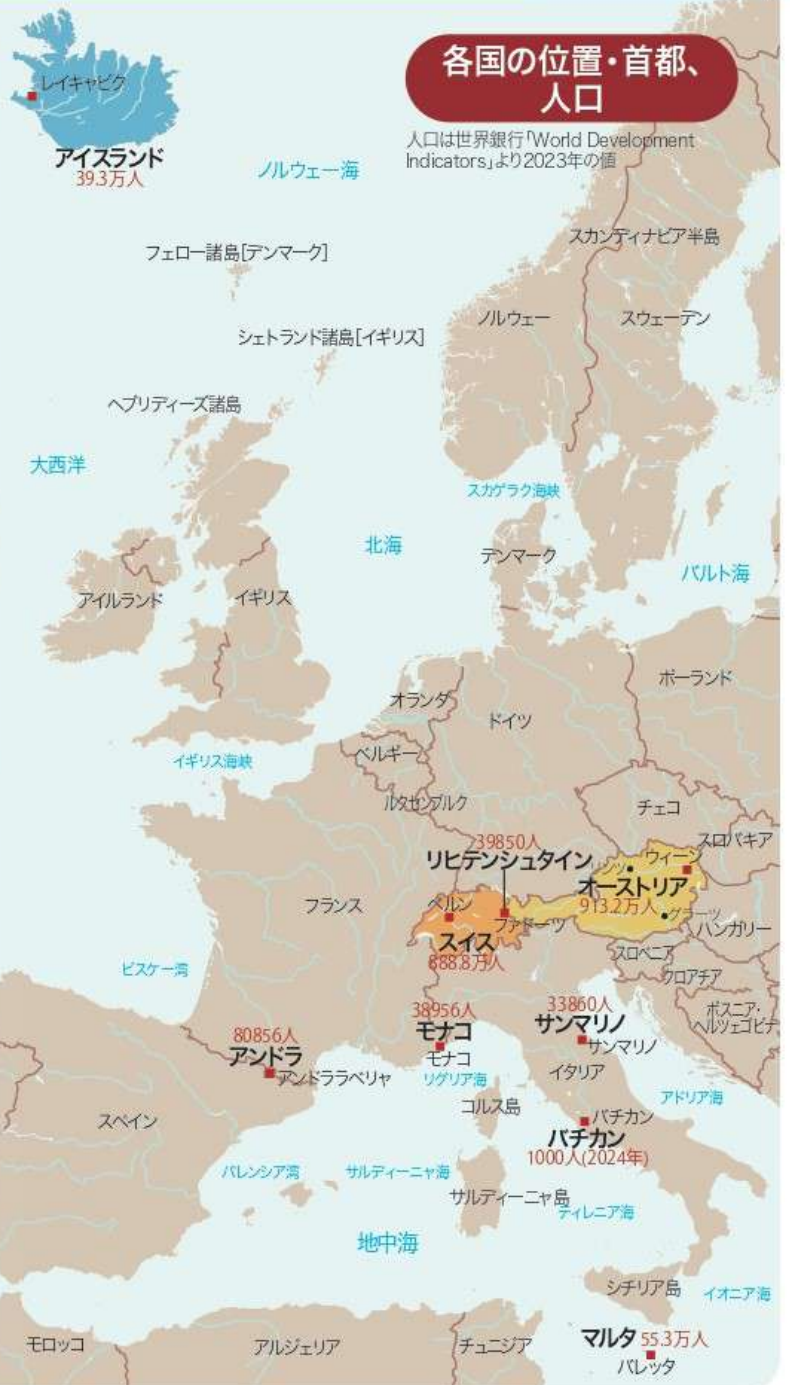 各国の位置・首都、
人口
人口は世界銀行「World Development
Indicators」より2023年の値
レイキャビク
アイスランド
39.3万人
ノルウェー海
フェロー諸島[デンマーク]
スカンディナビア半島
シェトランド諸島[イギリス]
ノルウェー
スウェーデン
ヘブリディーズ諸島
大西洋
スカゲラク海峡
北海
デンマーク
バルト海
アイルランド
イギリス
オランダ
ポーランド
ドイツ
ベルギー
イギリス海峡
ルクセンブルク
チェコ
39850人
リヒテンシュタイン
スロバキア
リンツ
ウィーン
オーストリア
913.2万人
グラーツ
フランス
ベルン
ファドーツ
スイス
888.8万人
ハンガリー
スロベニア
ビスケー湾
クロアチア
38956人
モナコ
モナコ
33860人
サンマリノ
サンマリノ
ボスニア・
ヘルツェゴビナ
80856人
アンドラ
アンドララベリャ
リグリア海
イタリア
アドリア海
コルス島
スペイン
バチカン
バチカン
1000人(2024年)
バレンシア湾
サルディーニャ海
サルディーニャ島
ティレニア海
地中海
シチリア島
イオニア海
モロッコ
アルジェリア
チュニジア
マルタ 55.3万人
バレッタ